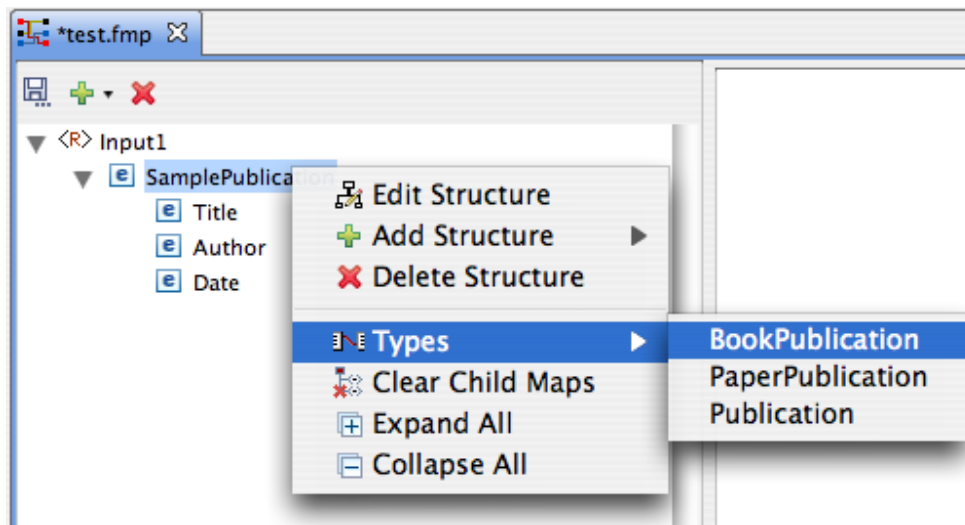 *test.fmp
<R> Input1
e SamplePublication
e Title
e Author
e Date
Edit Structure
Add Structure
Delete Structure
Types
Clear Child Maps
Expand All
Collapse All
BookPublication
PaperPublication
Publication